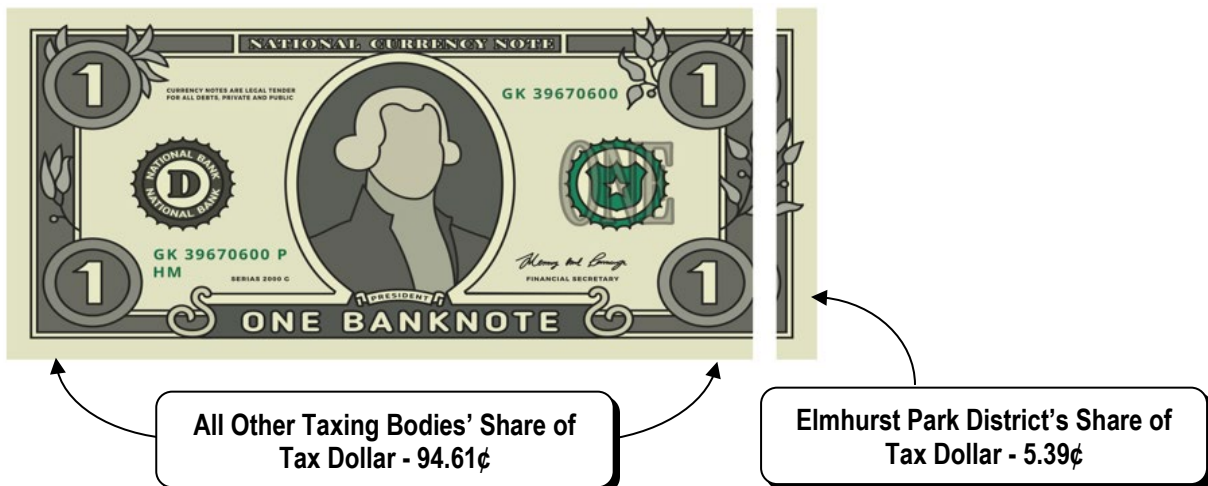 NATIONAL CURRENCY NOTE
1
1
CURRENCY NOTES ARE LEGAL TENDER
FOR ALL DEBTS, PRIVATE AND PUBLIC
GK 39670600
NATIONAL BANK
D
NATIONAL BANK
ONE
GK 39670600 P
HM
SERIAS 2000 G
FINANCIAL SECRETARY
1
1
PRESIDENT
ONE BANKNOTE
All Other Taxing Bodies’ Share of
Tax Dollar - 94.61¢
Elmhurst Park District’s Share of
Tax Dollar - 5.39¢